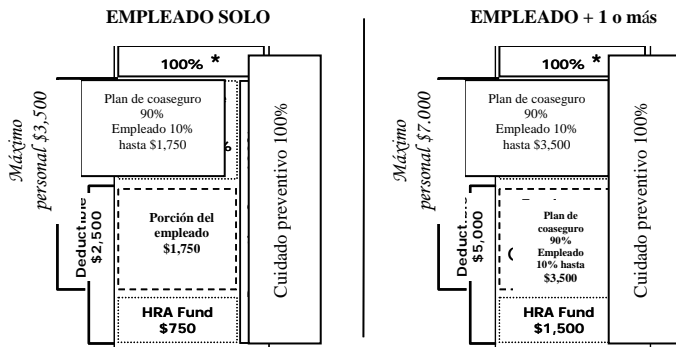 EMPLEADO SOLO
100% *
Máximo
personal $3,500
Plan de coaseguro
90%
Empleado 10%
hasta $1,750
%
Deductible
$2,500
Porción del
empleado
$1,750
HRA Fund
$750
Cuidado preventivo 100%
EMPLEADO + 1 o más
100% *
Máximo
personal $7.000
Plan de coaseguro
90%
Empleado 10%
hasta $3,500
Deductible
$5,000
Plan de
coaseguro
90%
Empleado
10% hasta
$3,500
HRA Fund
$1,500
Cuidado preventivo 100%